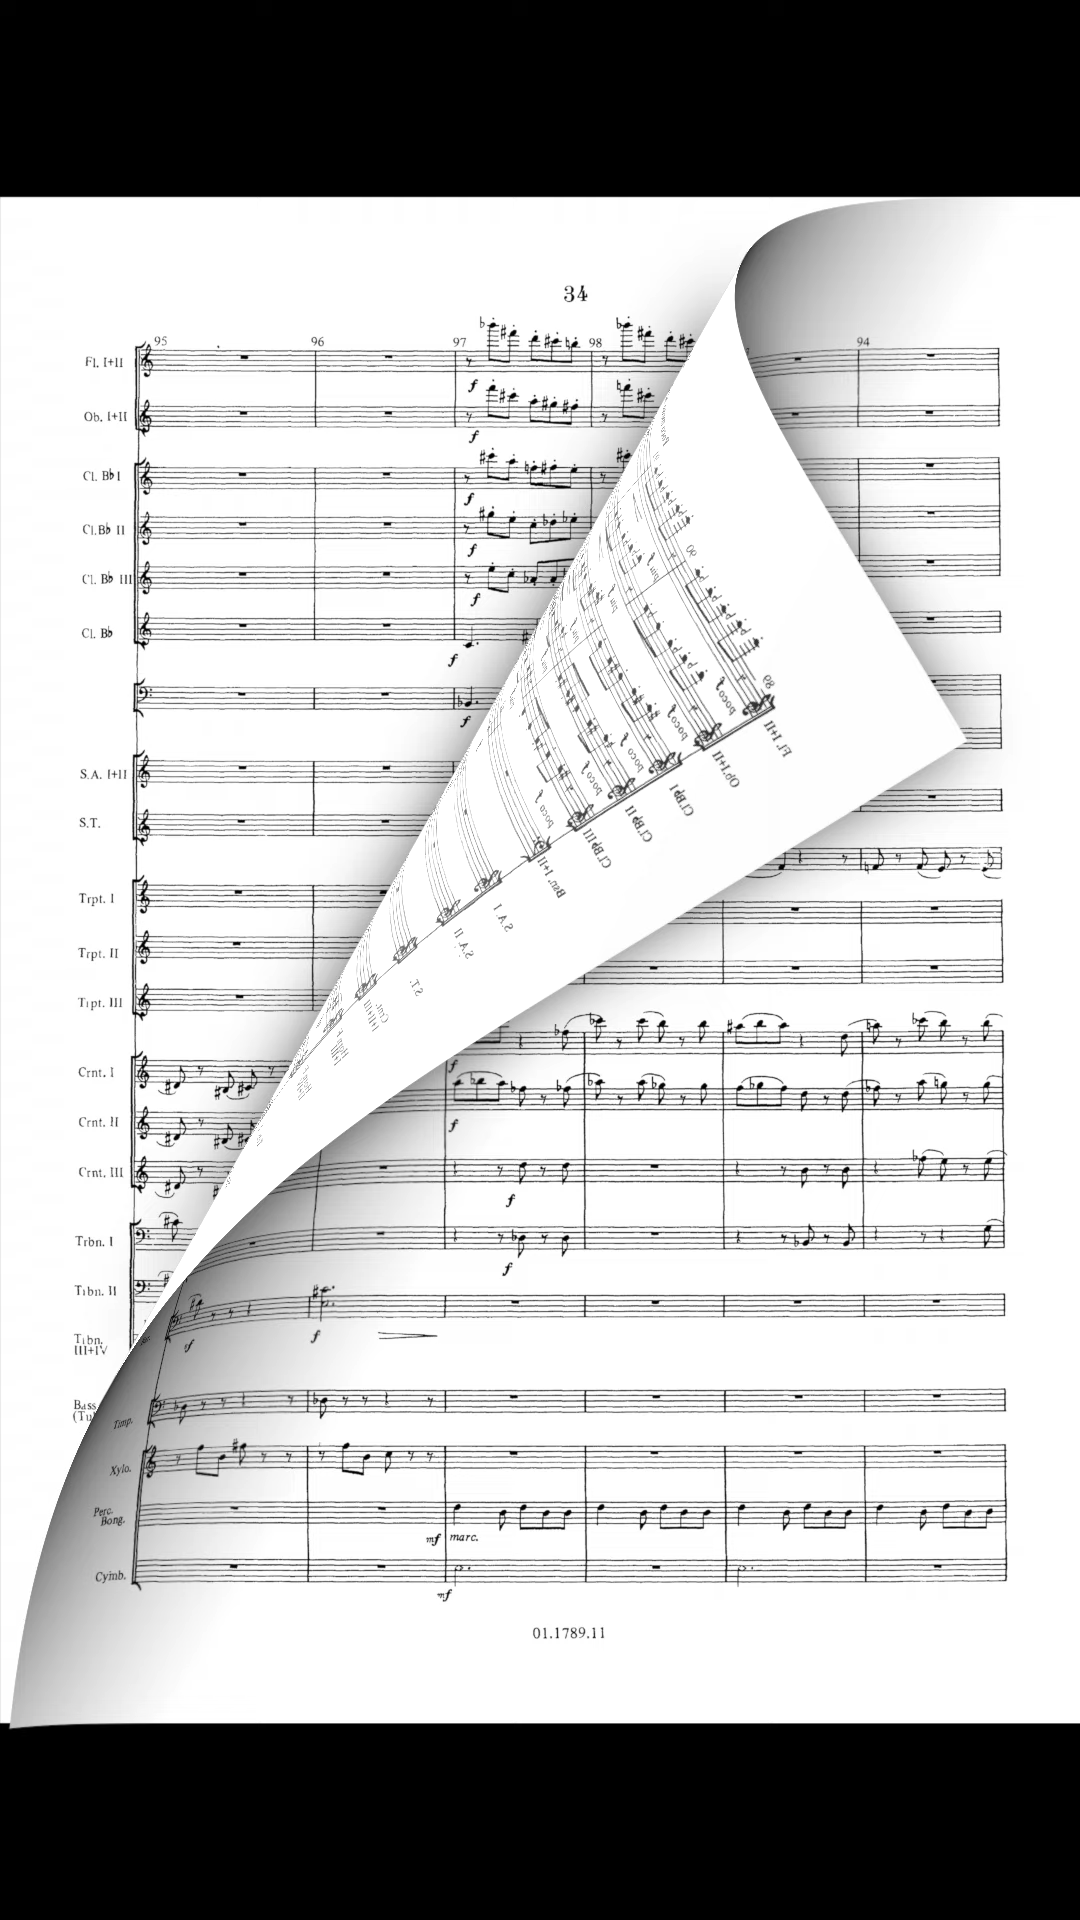 34
95 96 97 98 94
Fl. I+II
f
Ob. I+II
f
Cl. B♭ I
f
Cl. B♭ II
f
Cl. B♭ III
f
Cl. B♭
f
f
S.A. I+II
S.T.
Trpt. I
Trpt. II
Trpt. III
Crnt. I
f
Crnt. II
f
Crnt. III
f
Trbn. I
f
Trbn. II
Trbn.
III+IV
sf f
Bass
Timp.
Xylo.
Perc.
Bong.
mf marc.
Cymb.
mf
01.1789.11
90
89
Fl. I+II
Ob. I+II
Cl. B♭ I
Cl. B♭ II
Cl. B♭ III
Bsn. I+II
S.A. I
S.A. II
S.T.
poco f
poco f
poco f
poco f
poco f